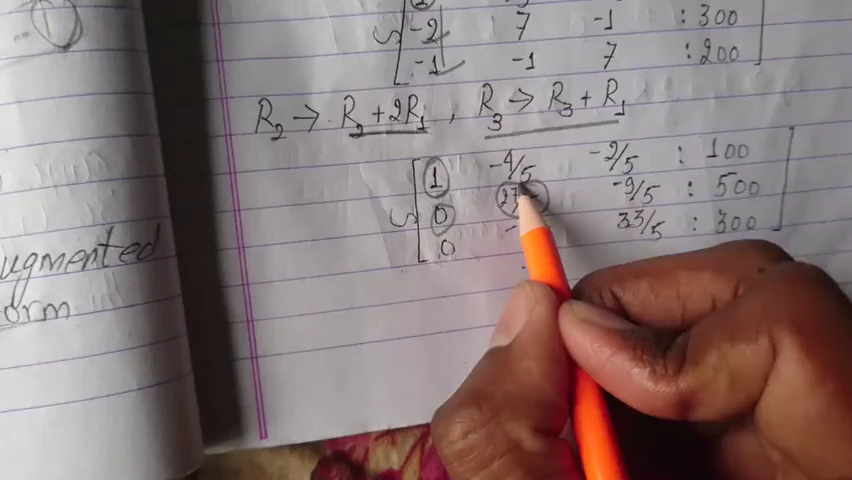 ①
-2 7 -1 : 300
-1 -1 7 : 200
R₂ → R₂ + 2R₁ , R₃ → R₃ + R₁
~ 1 -4/5 -2/5 : 100
0 27 -9/5 : 500
0 - 33/5 : 300
ugmented
orm